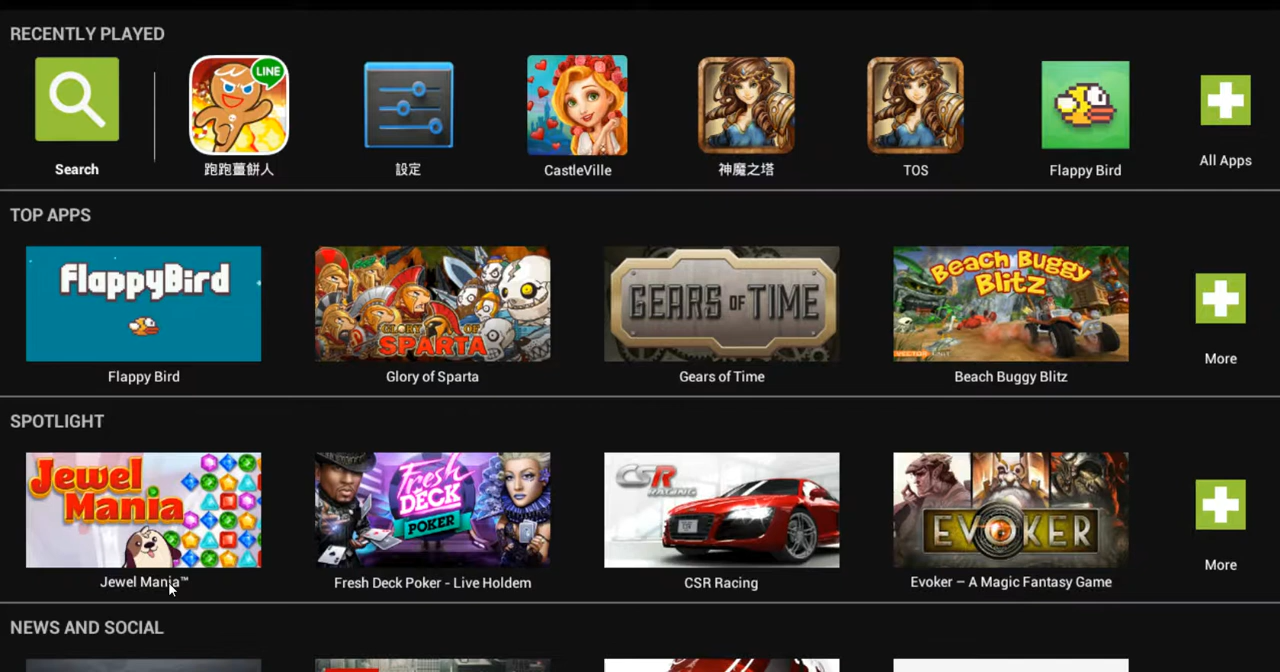 RECENTLY PLAYED
LINE
Search
跑跑薑餅人
設定
CastleVille
神魔之塔
TOS
Flappy Bird
All Apps
TOP APPS
FlappyBird
GLORY OF
SPARTA
GEARS OF TIME
Beach Buggy
Blitz
Flappy Bird
Glory of Sparta
Gears of Time
Beach Buggy Blitz
More
SPOTLIGHT
Jewel
Mania
Fresh
DECK
POKER
CSR
RACING
EVOKER
Jewel Mania™
Fresh Deck Poker - Live Holdem
CSR Racing
Evoker – A Magic Fantasy Game
More
NEWS AND SOCIAL